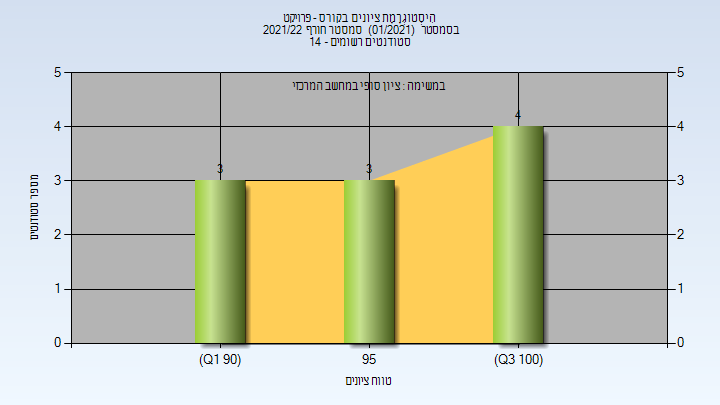 היסטוגרמת ציונים בקורס - פרויקט
בסמסטר (01/2021) סמסטר חורף 2021/22
סטודנטים רשומים - 14
במשימה : ציון סופי במחשב המרכזי
5
4
3
2
1
0
5
4
3
2
1
0
3
3
4
מספר סטודנטים
(Q1 90)
95
(Q3 100)
טווח ציונים